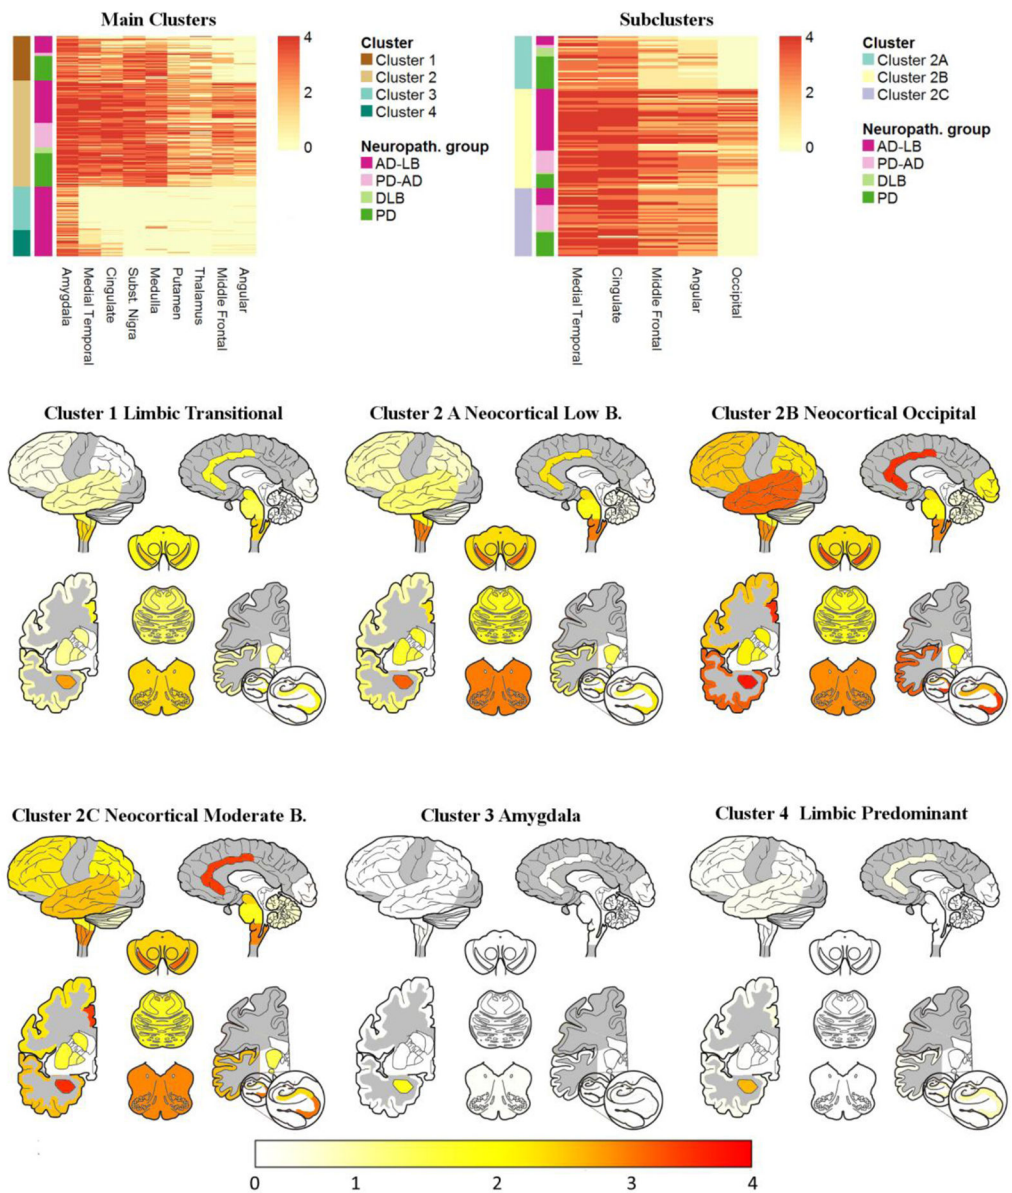 Main Clusters
4
2
0
Cluster
Cluster 1
Cluster 2
Cluster 3
Cluster 4
Neuropath. group
AD-LB
PD-AD
DLB
PD
Amygdala
Medial Temporal
Cingulate
Subst. Nigra
Medulla
Putamen
Thalamus
Middle Frontal
Angular
Subclusters
4
2
0
Cluster
Cluster 2A
Cluster 2B
Cluster 2C
Neuropath. group
AD-LB
PD-AD
DLB
PD
Medial Temporal
Cingulate
Middle Frontal
Angular
Occipital
Cluster 1 Limbic Transitional
Cluster 2 A Neocortical Low B.
Cluster 2B Neocortical Occipital
Cluster 2C Neocortical Moderate B.
Cluster 3 Amygdala
Cluster 4 Limbic Predominant
0 1 2 3 4